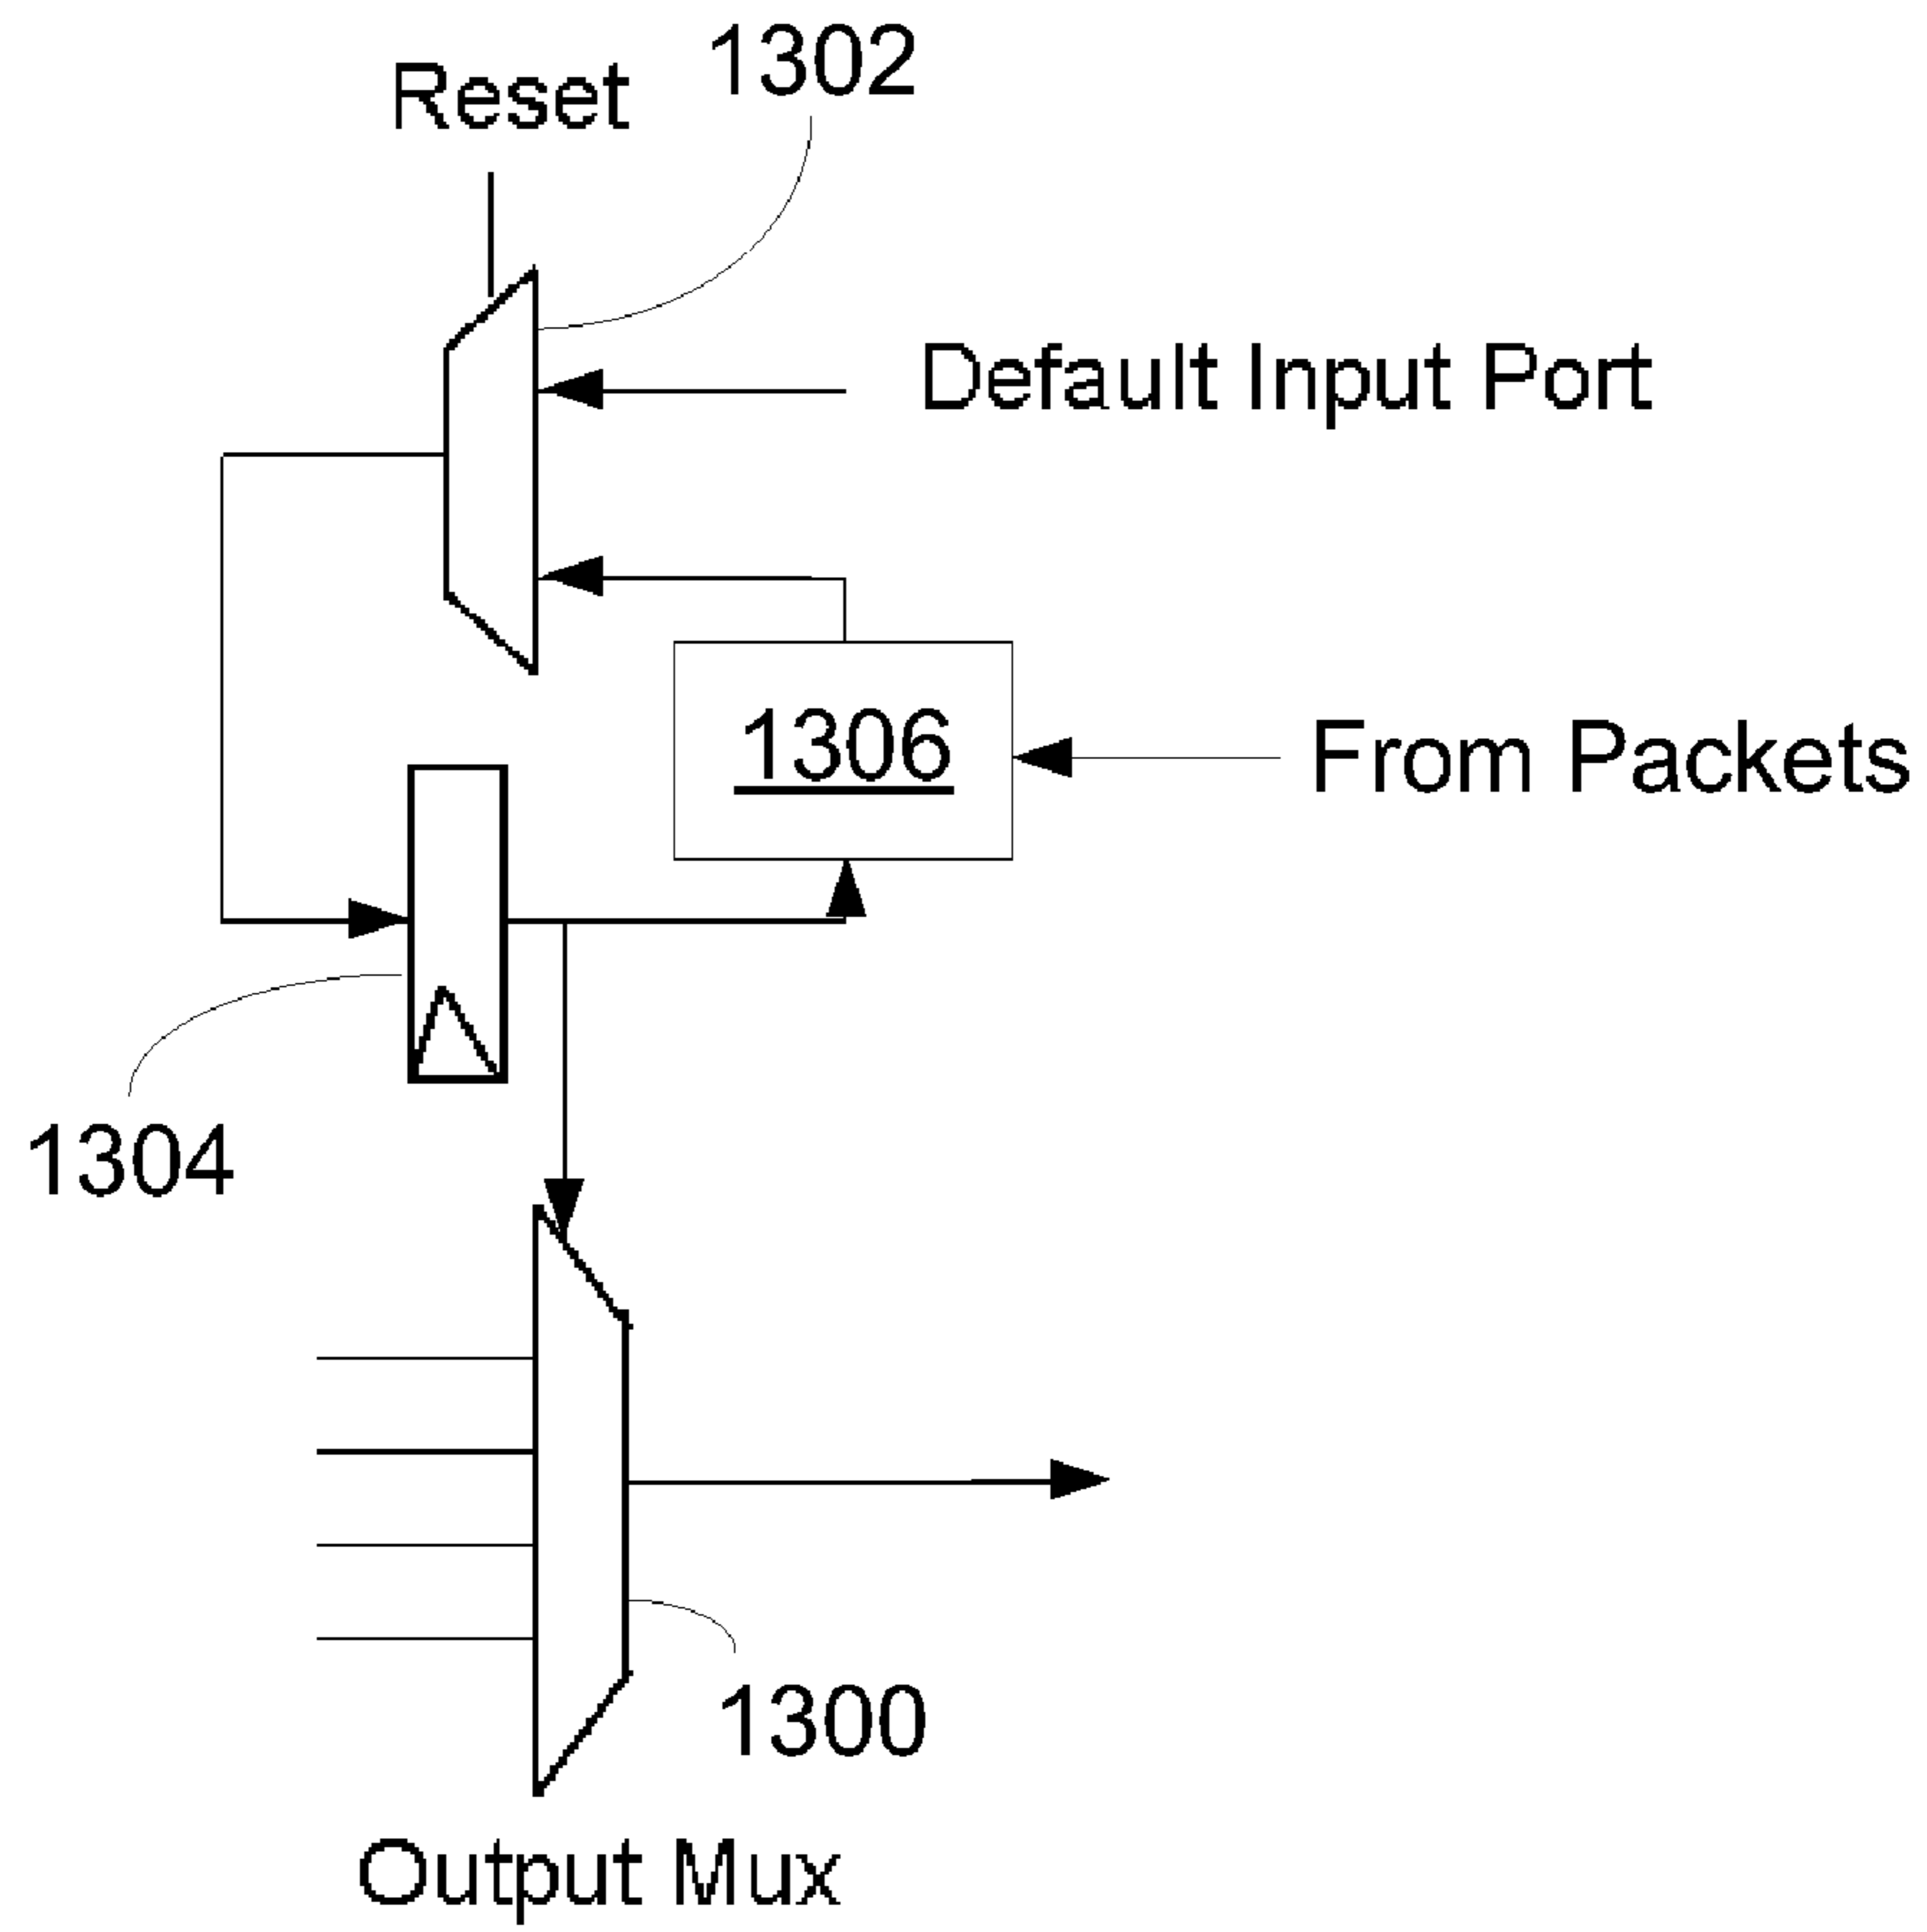 1302
Reset
Default Input Port
1306
From Packets
1304
1300
Output Mux